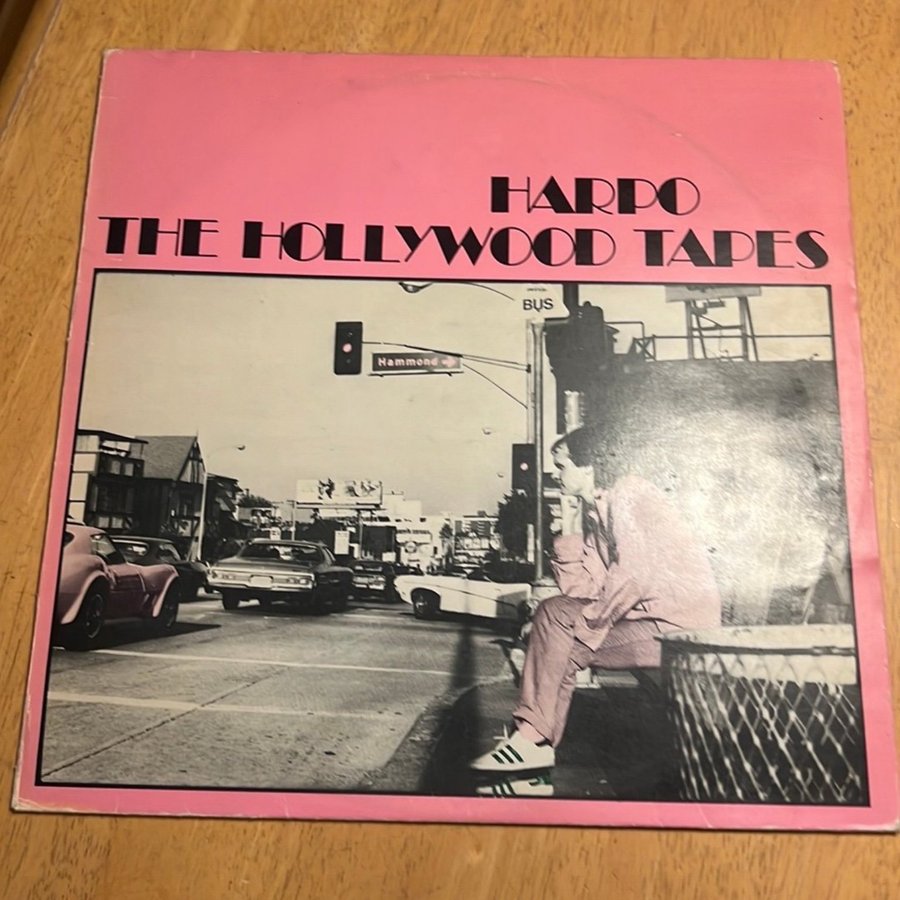 HARPO
THE HOLLYWOOD TAPES
BUS
Hammond